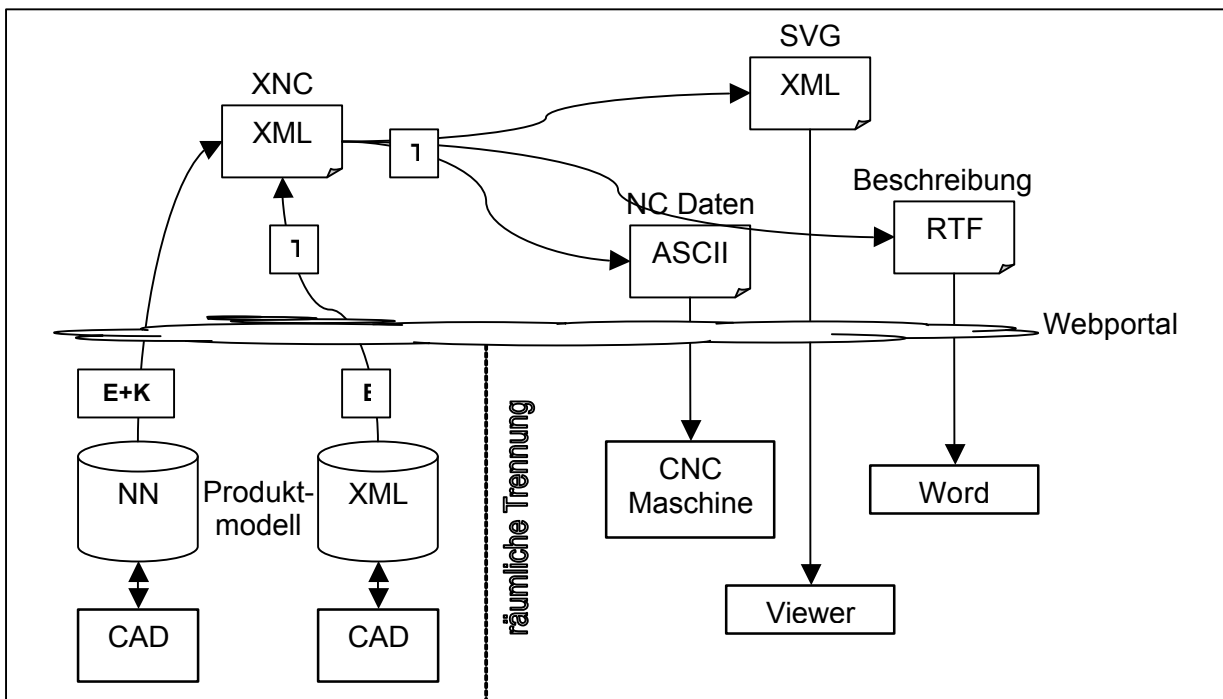 SVG
XML
XNC
XML
Beschreibung
RTF
NC Daten
ASCII
Webportal
E+K
NN
Produkt-
modell
XML
räumliche Trennung
CNC
Maschine
Word
Viewer
CAD
CAD